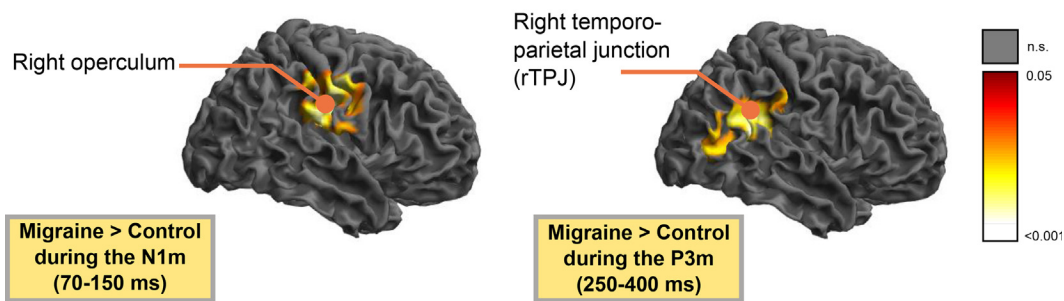 Right operculum
Right temporo-
parietal junction
(rTPJ)
n.s.
0.05
<0.001
Migraine > Control
during the N1m
(70-150 ms)
Migraine > Control
during the P3m
(250-400 ms)